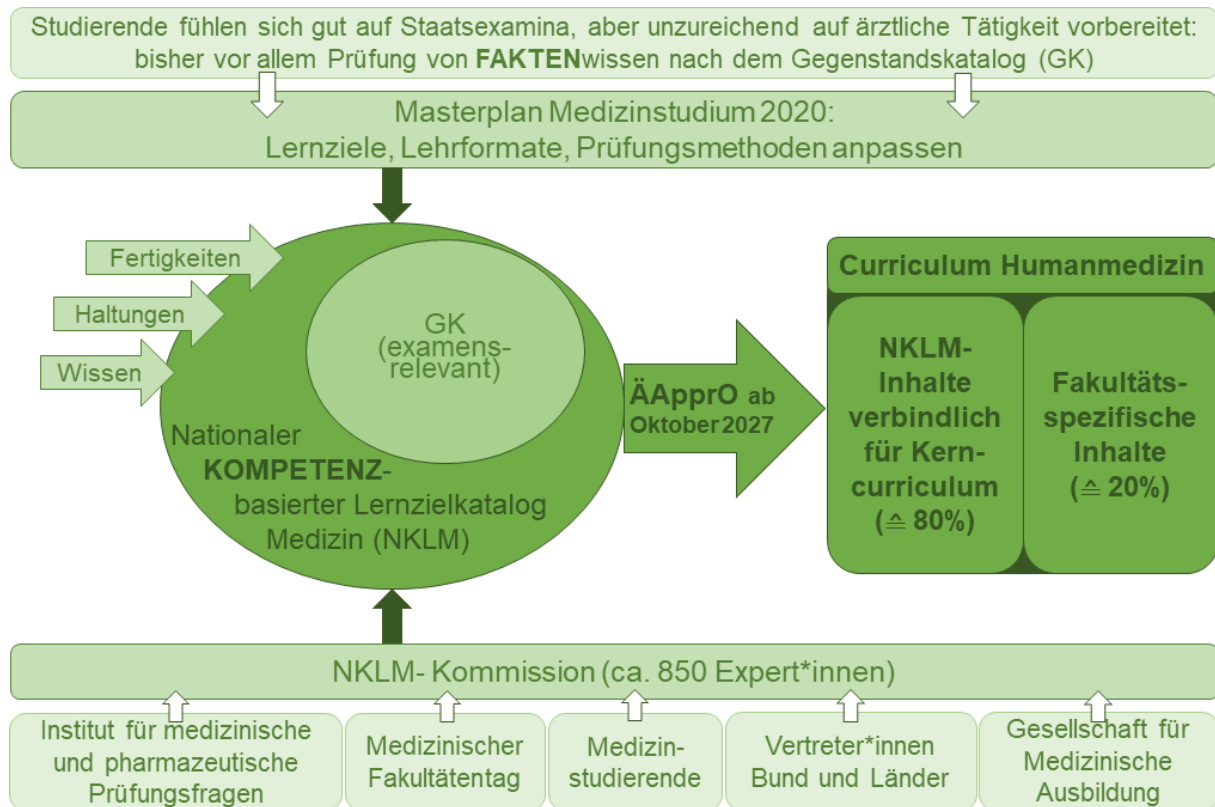 Studierende fühlen sich gut auf Staatsexamina, aber unzureichend auf ärztliche Tätigkeit vorbereitet:
bisher vor allem Prüfung von FAKTENwissen nach dem Gegenstandskatalog (GK)
Masterplan Medizinstudium 2020:
Lernziele, Lehrformate, Prüfungsmethoden anpassen
Fertigkeiten
Haltungen
Wissen
GK
(examens-
relevant)
Nationaler
KOMPETENZ-
basierter Lernzielkatalog
Medizin (NKLM)
ÄApprO ab
Oktober 2027
Curriculum Humanmedizin
NKLM-
Inhalte
verbindlich
für Kern-
curriculum
(≙ 80%)
Fakultäts-
spezifische
Inhalte
(≙ 20%)
NKLM- Kommission (ca. 850 Expert*innen)
Institut für medizinische
und pharmazeutische
Prüfungsfragen
Medizinischer
Fakultätentag
Medizin-
studierende
Vertreter*innen
Bund und Länder
Gesellschaft für
Medizinische
Ausbildung